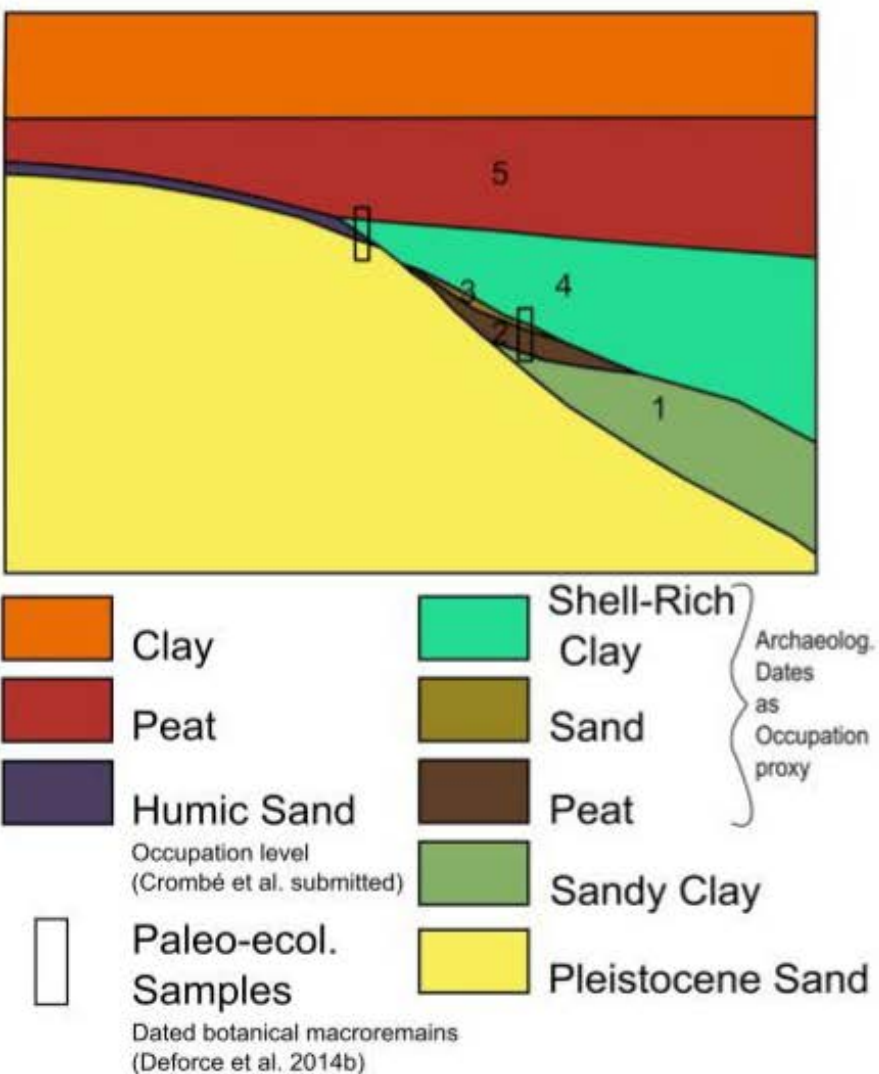 5
4
3
2
1
Clay
Peat
Humic Sand
Occupation level
(Crombé et al. submitted)
Paleo-ecol.
Samples
Dated botanical macroremains
(Deforce et al. 2014b)
Shell-Rich
Clay
Sand
Peat
Sandy Clay
Pleistocene Sand
Archaeolog.
Dates
as
Occupation
proxy